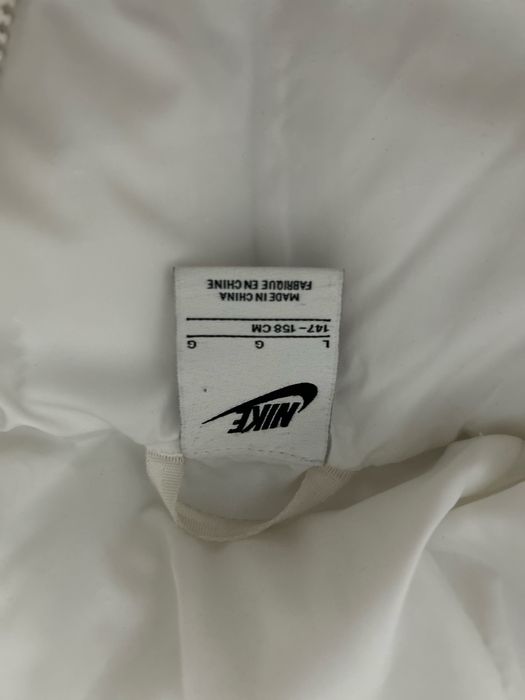 NIKE
L G G
147-158 CM
MADE IN CHINA
FABRIQUE EN CHINE